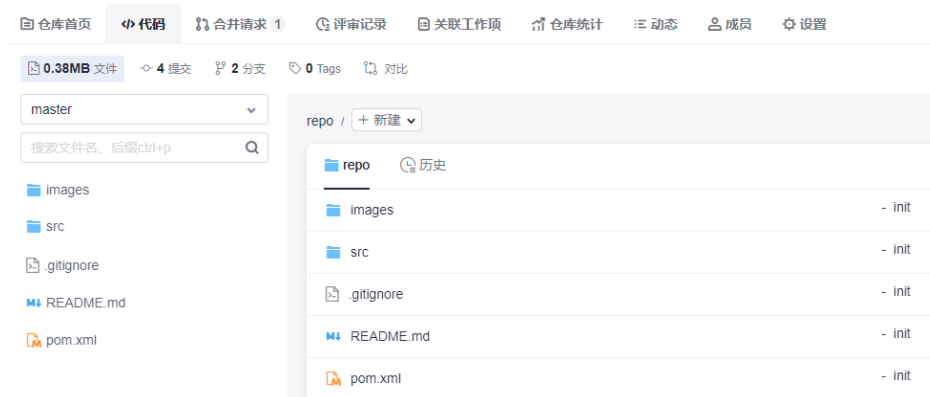 仓库首页 代码 合并请求 1 评审记录 关联工作项 仓库统计 动态 成员 设置
0.38MB 文件 4 提交 2 分支 0 Tags 对比
master
搜索文件名、后缀ctrl+p
images
src
.gitignore
README.md
pom.xml
repo / + 新建
repo 历史
images - init
src - init
.gitignore - init
README.md - init
pom.xml - init